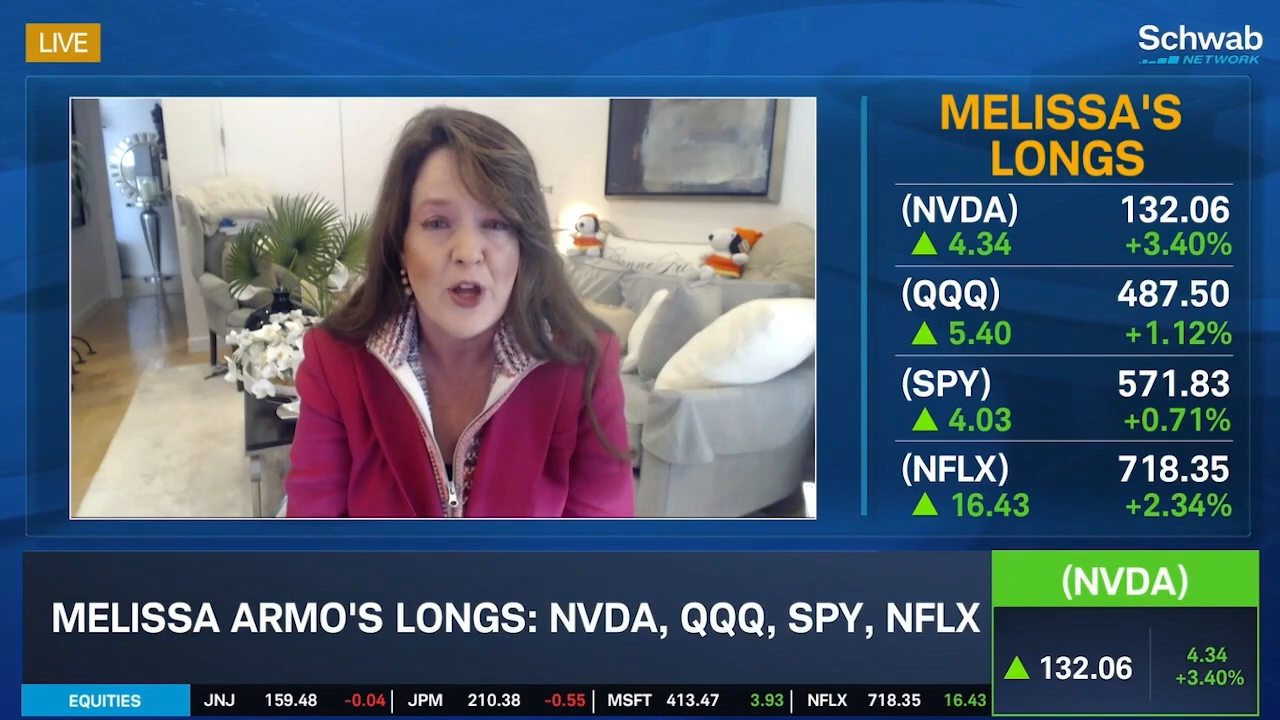 LIVE
Schwab
NETWORK
MELISSA'S
LONGS
(NVDA) 132.06
▲ 4.34 +3.40%
(QQQ) 487.50
▲ 5.40 +1.12%
(SPY) 571.83
▲ 4.03 +0.71%
(NFLX) 718.35
▲ 16.43 +2.34%
MELISSA ARMO'S LONGS: NVDA, QQQ, SPY, NFLX
(NVDA)
▲ 132.06
4.34
+3.40%
EQUITIES JNJ 159.48 -0.04 JPM 210.38 -0.55 MSFT 413.47 3.93 NFLX 718.35 16.43